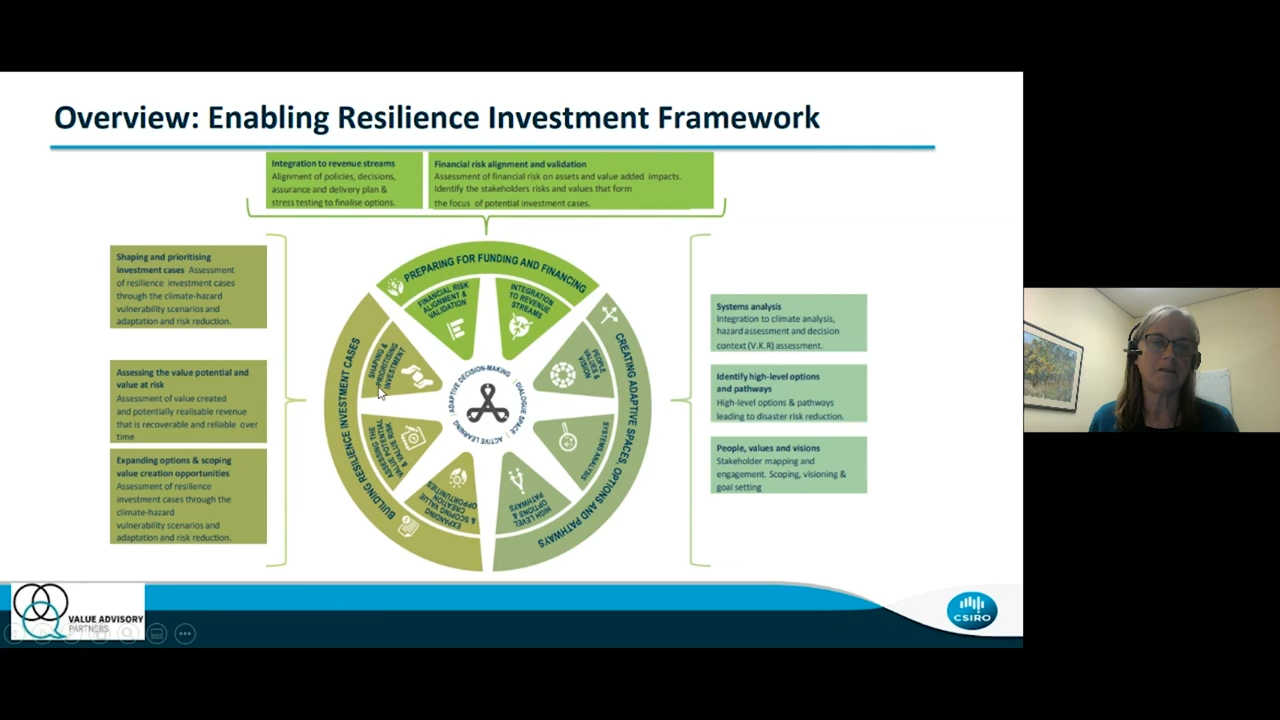 Overview: Enabling Resilience Investment Framework
Integration to revenue streams
Alignment of policies, decisions,
assurance and delivery plan &
stress testing to finalise options.
Financial risk alignment and validation
Assessment of financial risk on assets and value added impacts.
Identify the stakeholders risks and values that form
the focus of potential investment cases.
Shaping and prioritising
investment cases Assessment
of resilience investment cases
through the climate-hazard
vulnerability scenarios and
adaptation and risk reduction.
Assessing the value potential and
value at risk
Assessment of value created
and potentially realisable revenue
that is recoverable and reliable over
time
Expanding options & scoping
value creation opportunities
Assessment of resilience
investment cases through the
climate-hazard
vulnerability scenarios and
adaptation and risk reduction.
PREPARING FOR FUNDING AND FINANCING
FINANCIAL RISK
ALIGNMENT &
VALIDATION
INTEGRATION
TO REVENUE
STREAMS
CREATING ADAPTIVE SPACES, OPTIONS AND PATHWAYS
PEOPLE,
VALUES &
VISION
SYSTEMS ANALYSIS
HIGH LEVEL
OPTIONS &
PATHWAYS
BUILDING RESILIENCE INVESTMENT CASES
EXPANDING
& SCOPING VALUE
CREATION
OPPORTUNITIES
ASSESSING THE
VALUE POTENTIAL
& VALUE RISK
SHAPING &
PRIORITISING
INVESTMENT
ADAPTIVE DECISION-MAKING | DIALOGUE SPACE | ACTIVE LEARNING |
Systems analysis
Integration to climate analysis,
hazard assessment and decision
context (V.K.R) assessment.
Identify high-level options
and pathways
High-level options & pathways
leading to disaster risk reduction.
People, values and visions
Stakeholder mapping and
engagement. Scoping, visioning &
goal setting
VALUE ADVISORY
PARTNERS
CSIRO